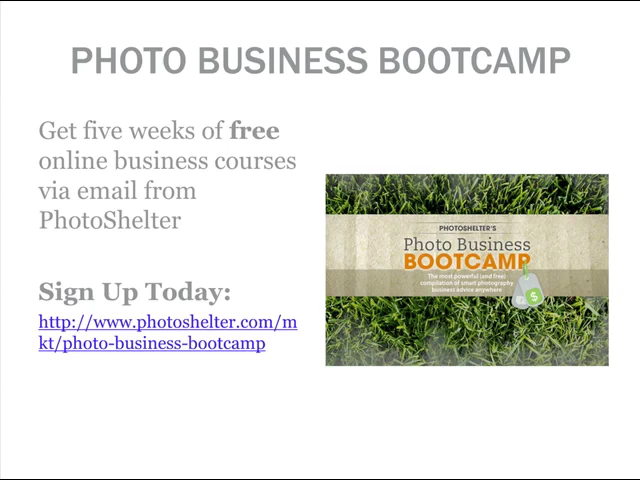 PHOTO BUSINESS BOOTCAMP
Get five weeks of free
online business courses
via email from
PhotoShelter
Sign Up Today:
http://www.photoshelter.com/m
kt/photo-business-bootcamp
PHOTOSHELTER'S
Photo Business
BOOTCAMP
The most powerful (and free)
compilation of smart photography
business advice anywhere
$